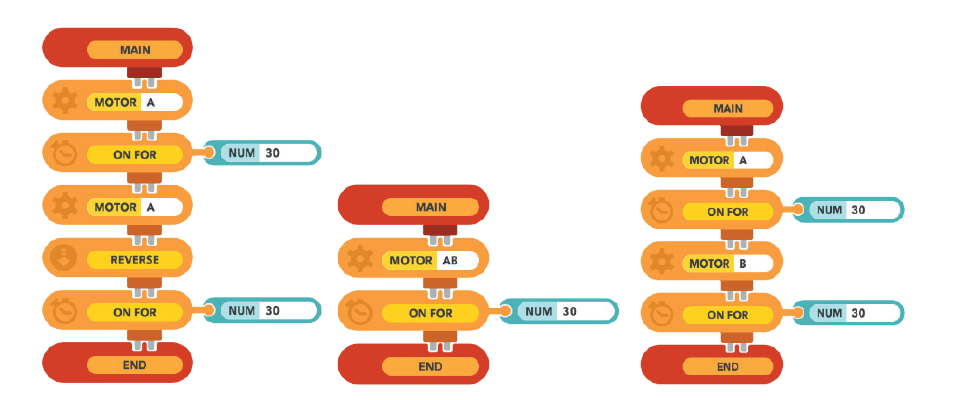 MAIN
MOTOR A
ON FOR NUM 30
MOTOR A
REVERSE
ON FOR NUM 30
END
MAIN
MOTOR AB
ON FOR NUM 30
END
MAIN
MOTOR A
ON FOR NUM 30
MOTOR B
ON FOR NUM 30
END